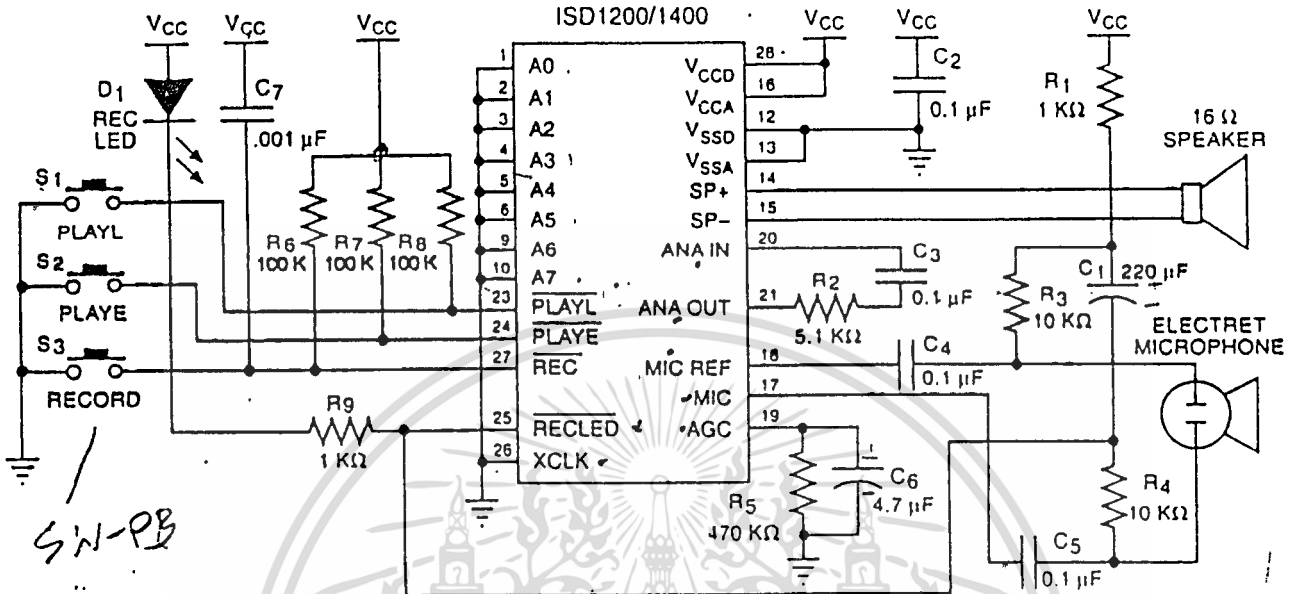 ISD1200/1400
VCC
VCC
VCC
VCC
VCC
VCC
D1
REC
LED
C7
.001 µF
S1
PLAYL
S2
PLAYE
S3
RECORD
SW-PB
R6
100 K
R7
100 K
R8
100 K
R9
1 KΩ
1 A0
2 A1
3 A2
4 A3
5 A4
6 A5
9 A6
10 A7
23 PLAYL
24 PLAYE
27 REC
25 RECLED
26 XCLK
VCCD 28
VCCA 16
VSSD 12
VSSA 13
SP+ 14
SP- 15
ANA IN 20
ANA OUT 21
MIC REF 18
MIC 17
AGC 19
C2
0.1 µF
R1
1 KΩ
16 Ω
SPEAKER
C3
0.1 µF
R2
5.1 KΩ
R3
10 KΩ
C1 220 µF
C4
0.1 µF
ELECTRET
MICROPHONE
R5
470 KΩ
C6
4.7 µF
R4
10 KΩ
C5
0.1 µF